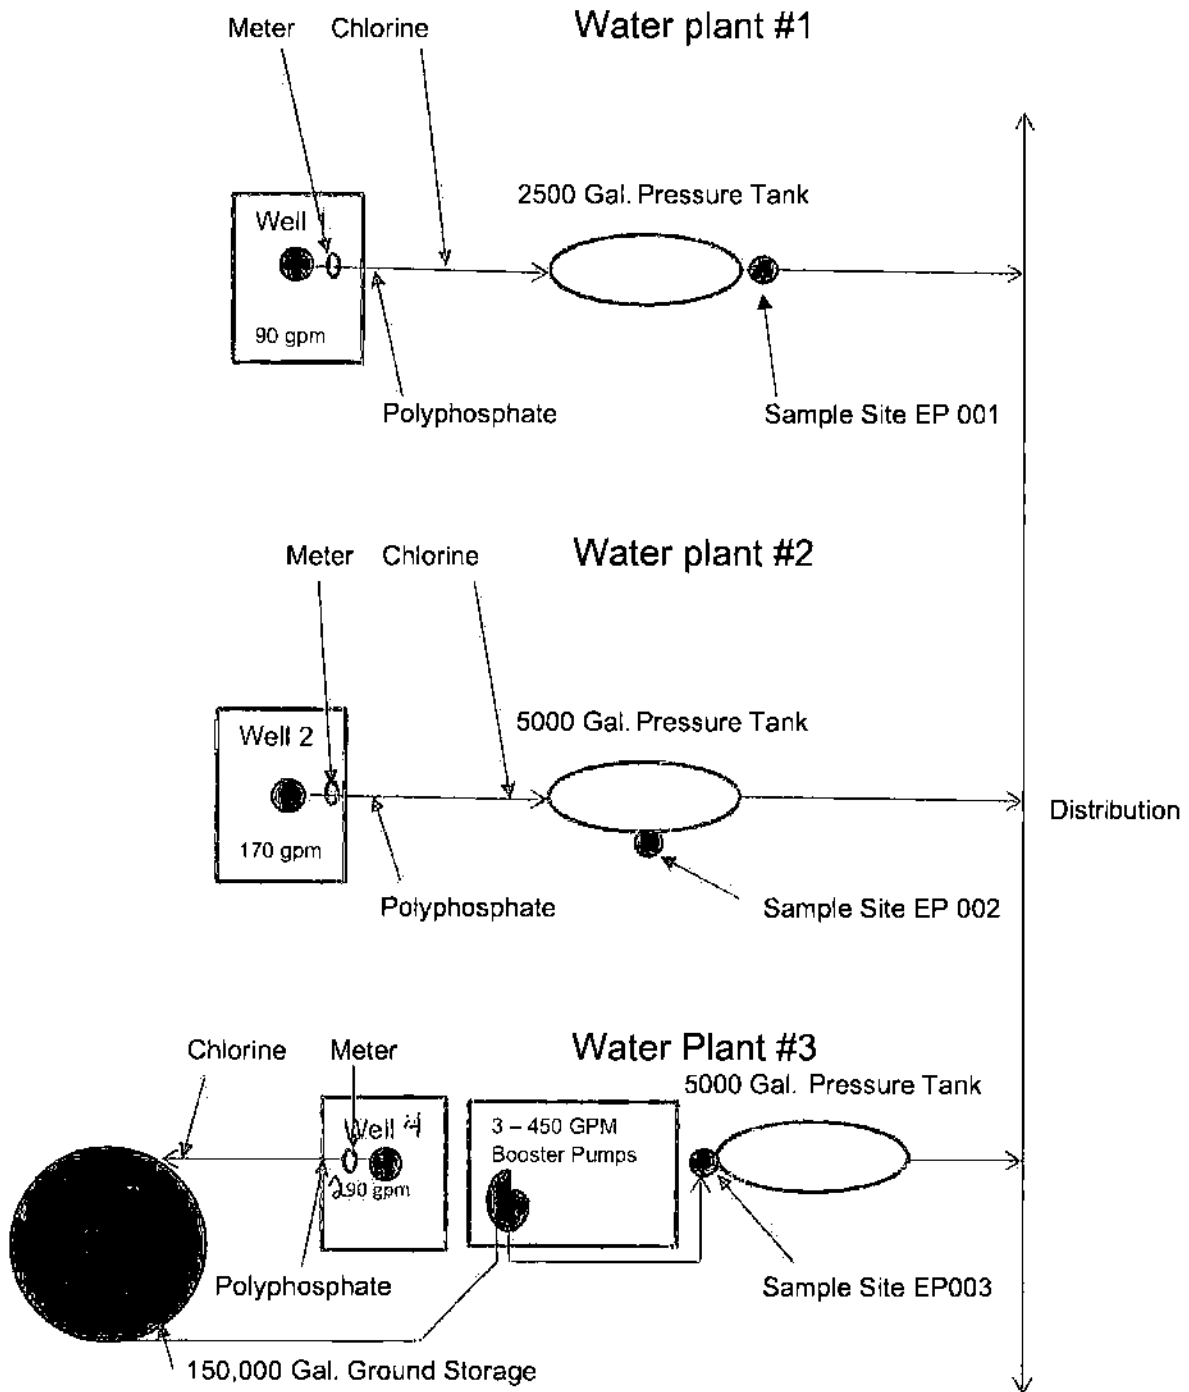 Meter Chlorine Water plant #1
2500 Gal. Pressure Tank
Well 1
90 gpm
Polyphosphate Sample Site EP 001
Meter Chlorine Water plant #2
5000 Gal. Pressure Tank
Well 2
Distribution
170 gpm
Polyphosphate Sample Site EP 002
Chlorine Meter Water Plant #3
5000 Gal. Pressure Tank
Well 4
3 – 450 GPM
Booster Pumps
290 gpm
Polyphosphate Sample Site EP003
150,000 Gal. Ground Storage